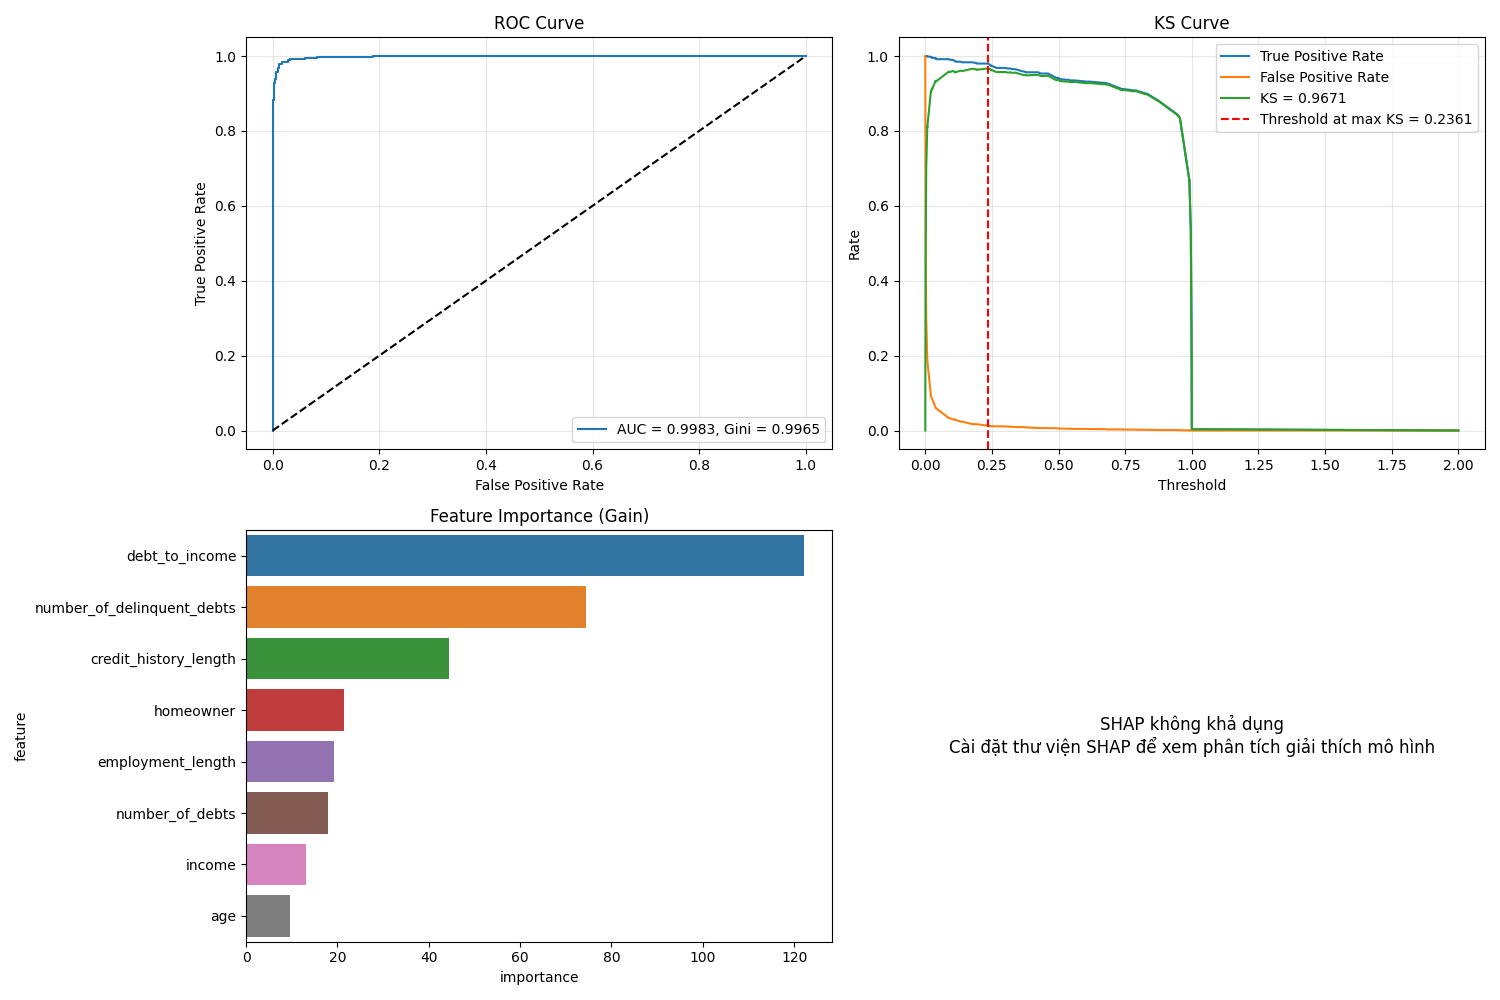 ROC Curve
True Positive Rate
1.0
0.8
0.6
0.4
0.2
0.0
0.0 0.2 0.4 0.6 0.8 1.0
False Positive Rate
AUC = 0.9983, Gini = 0.9965
KS Curve
Rate
1.0
0.8
0.6
0.4
0.2
0.0
0.00 0.25 0.50 0.75 1.00 1.25 1.50 1.75 2.00
Threshold
True Positive Rate
False Positive Rate
KS = 0.9671
Threshold at max KS = 0.2361
Feature Importance (Gain)
feature
debt_to_income
number_of_delinquent_debts
credit_history_length
homeowner
employment_length
number_of_debts
income
age
0 20 40 60 80 100 120
importance
SHAP không khả dụng
Cài đặt thư viện SHAP để xem phân tích giải thích mô hình